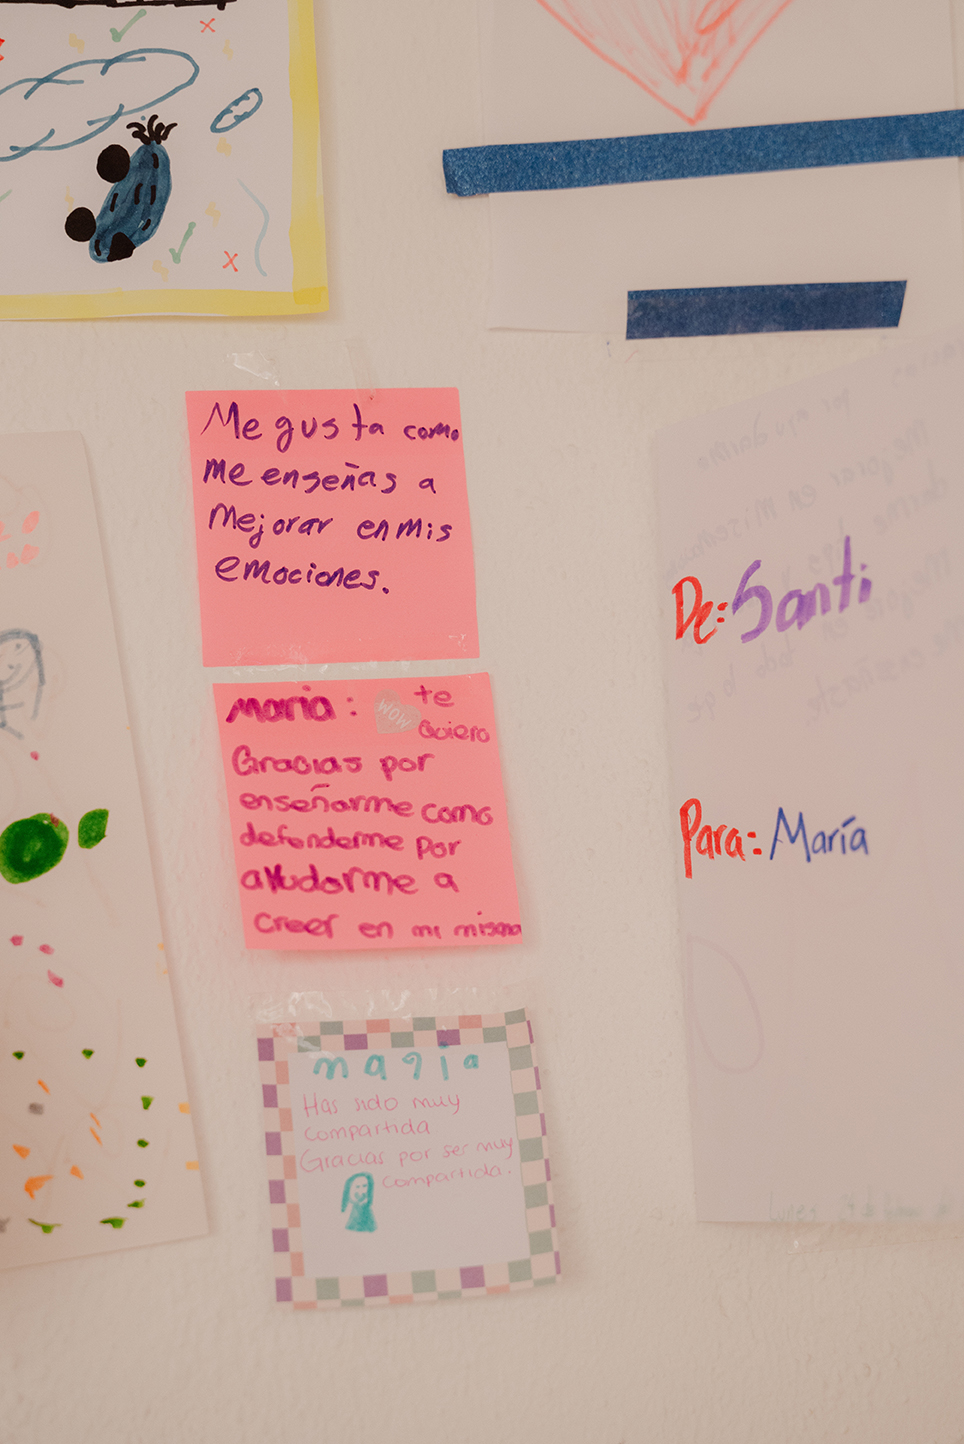 Me gusta como
me enseñas a
Mejorar en mis
emociones.
maria: WOW te
Quiero
Gracias por
enseñarme como
defenderme por
ayudarme a
creer en mi misma
maria
Has sido muy
compartida
Gracias por ser muy
compartida.
De: Santi
Para: María